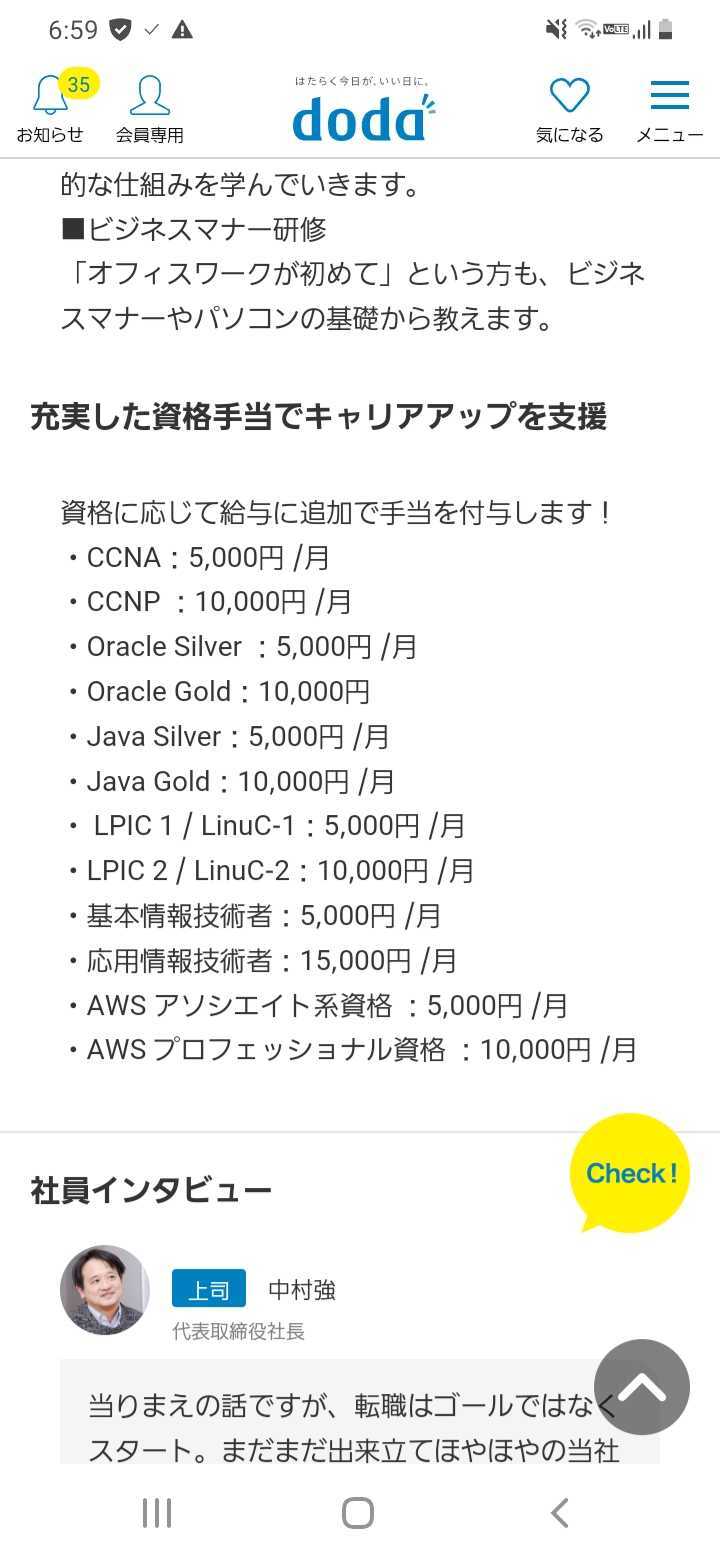 6:59
VoLTE
35
お知らせ
会員専用
はたらく今日が、いい日に。
doda
気になる
メニュー
的な仕組みを学んでいきます。
■ビジネスマナー研修
「オフィスワークが初めて」という方も、ビジネ
スマナーやパソコンの基礎から教えます。
充実した資格手当でキャリアアップを支援
資格に応じて給与に追加で手当を付与します！
・CCNA：5,000円 /月
・CCNP ：10,000円 /月
・Oracle Silver ：5,000円 /月
・Oracle Gold：10,000円
・Java Silver：5,000円 /月
・Java Gold：10,000円 /月
・ LPIC 1 / LinuC-1：5,000円 /月
・LPIC 2 / LinuC-2：10,000円 /月
・基本情報技術者：5,000円 /月
・応用情報技術者：15,000円 /月
・AWS アソシエイト系資格 ：5,000円 /月
・AWS プロフェッショナル資格 ：10,000円 /月
Check！
社員インタビュー
上司 中村強
代表取締役社長
当りまえの話ですが、転職はゴールではなく
スタート。まだまだ出来立てほやほやの当社